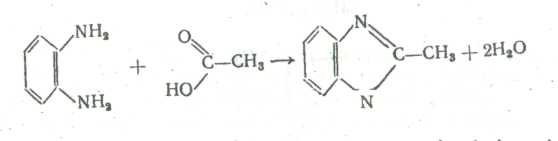 NH₂
NH₂
+
O
HO
C—CH₃ →
N
N
C—CH₃ + 2H₂O